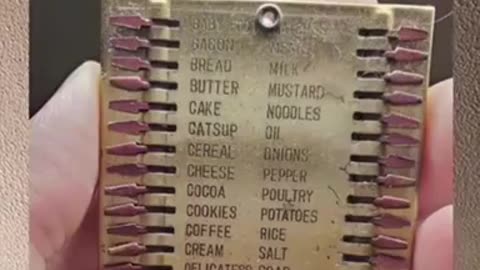 BACON
BREAD MILK
BUTTER MUSTARD
CAKE NOODLES
CATSUP OIL
CEREAL ONIONS
CHEESE PEPPER
COCOA POULTRY
COOKIES POTATOES
COFFEE RICE
CREAM SALT